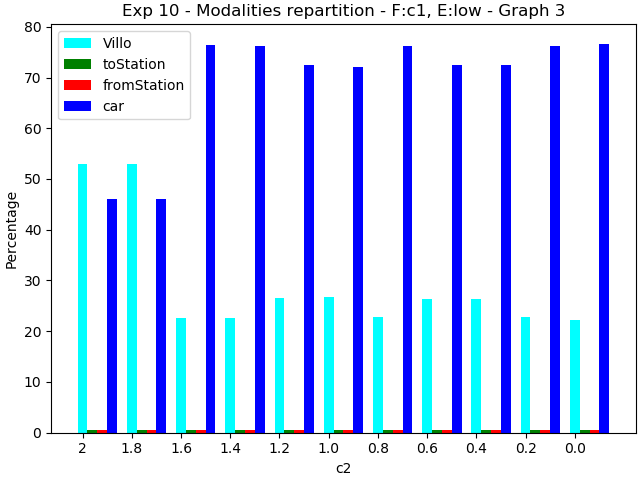 Exp 10 - Modalities repartition - F:c1, E:low - Graph 3
80
70
60
50
40
30
20
10
0
Percentage
Villo
toStation
fromStation
car
2 1.8 1.6 1.4 1.2 1.0 0.8 0.6 0.4 0.2 0.0
c2